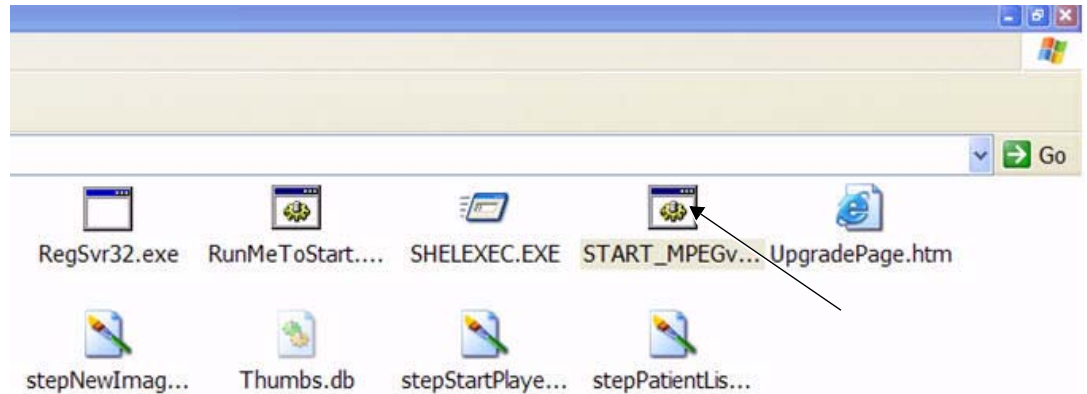 Go
RegSvr32.exe RunMeToStart.... SHELEXEC.EXE START_MPEGv... UpgradePage.htm
stepNewImag... Thumbs.db stepStartPlaye... stepPatientLis...